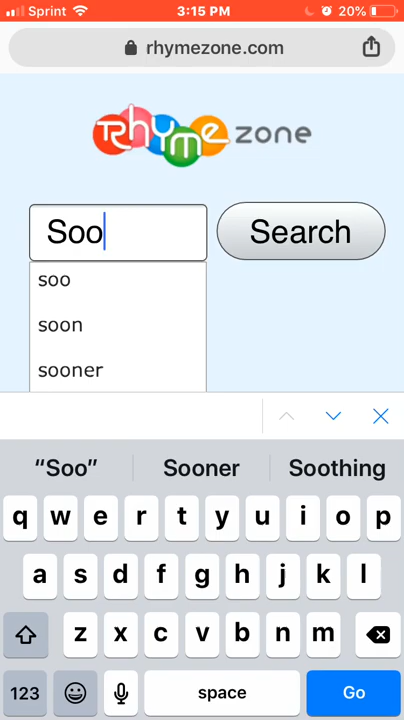 Sprint 3:15 PM 20%
rhymezone.com
Rhyme zone
Soo Search
soo
soon
sooner
“Soo” Sooner Soothing
q w e r t y u i o p
a s d f g h j k l
z x c v b n m
123 space Go